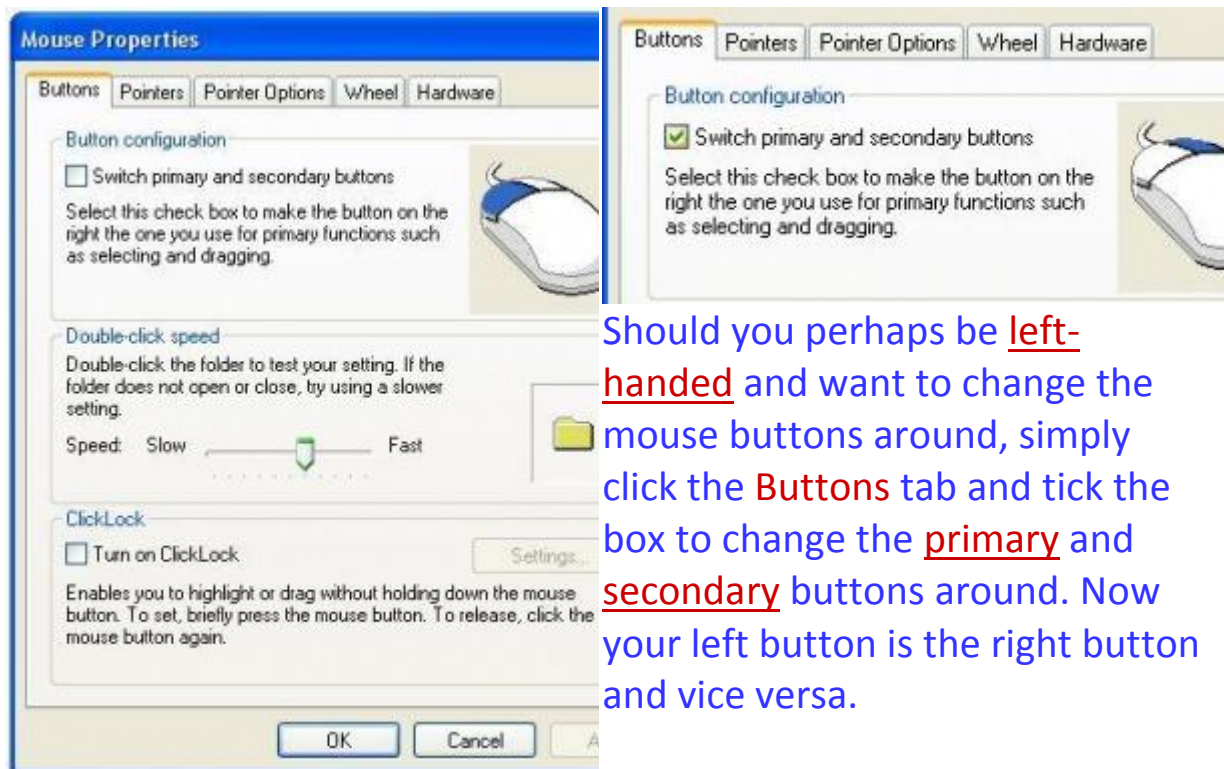 Mouse Properties
Buttons Pointers Pointer Options Wheel Hardware
Button configuration
Switch primary and secondary buttons
Select this check box to make the button on the
right the one you use for primary functions such
as selecting and dragging.
Double-click speed
Double-click the folder to test your setting. If the
folder does not open or close, try using a slower
setting.
Speed: Slow Fast
ClickLock
Turn on ClickLock
Settings...
Enables you to highlight or drag without holding down the mouse
button. To set, briefly press the mouse button. To release, click the
mouse button again.
OK Cancel
Buttons Pointers Pointer Options Wheel Hardware
Button configuration
Switch primary and secondary buttons
Select this check box to make the button on the
right the one you use for primary functions such
as selecting and dragging.
Should you perhaps be left-
handed and want to change the
mouse buttons around, simply
click the Buttons tab and tick the
box to change the primary and
secondary buttons around. Now
your left button is the right button
and vice versa.